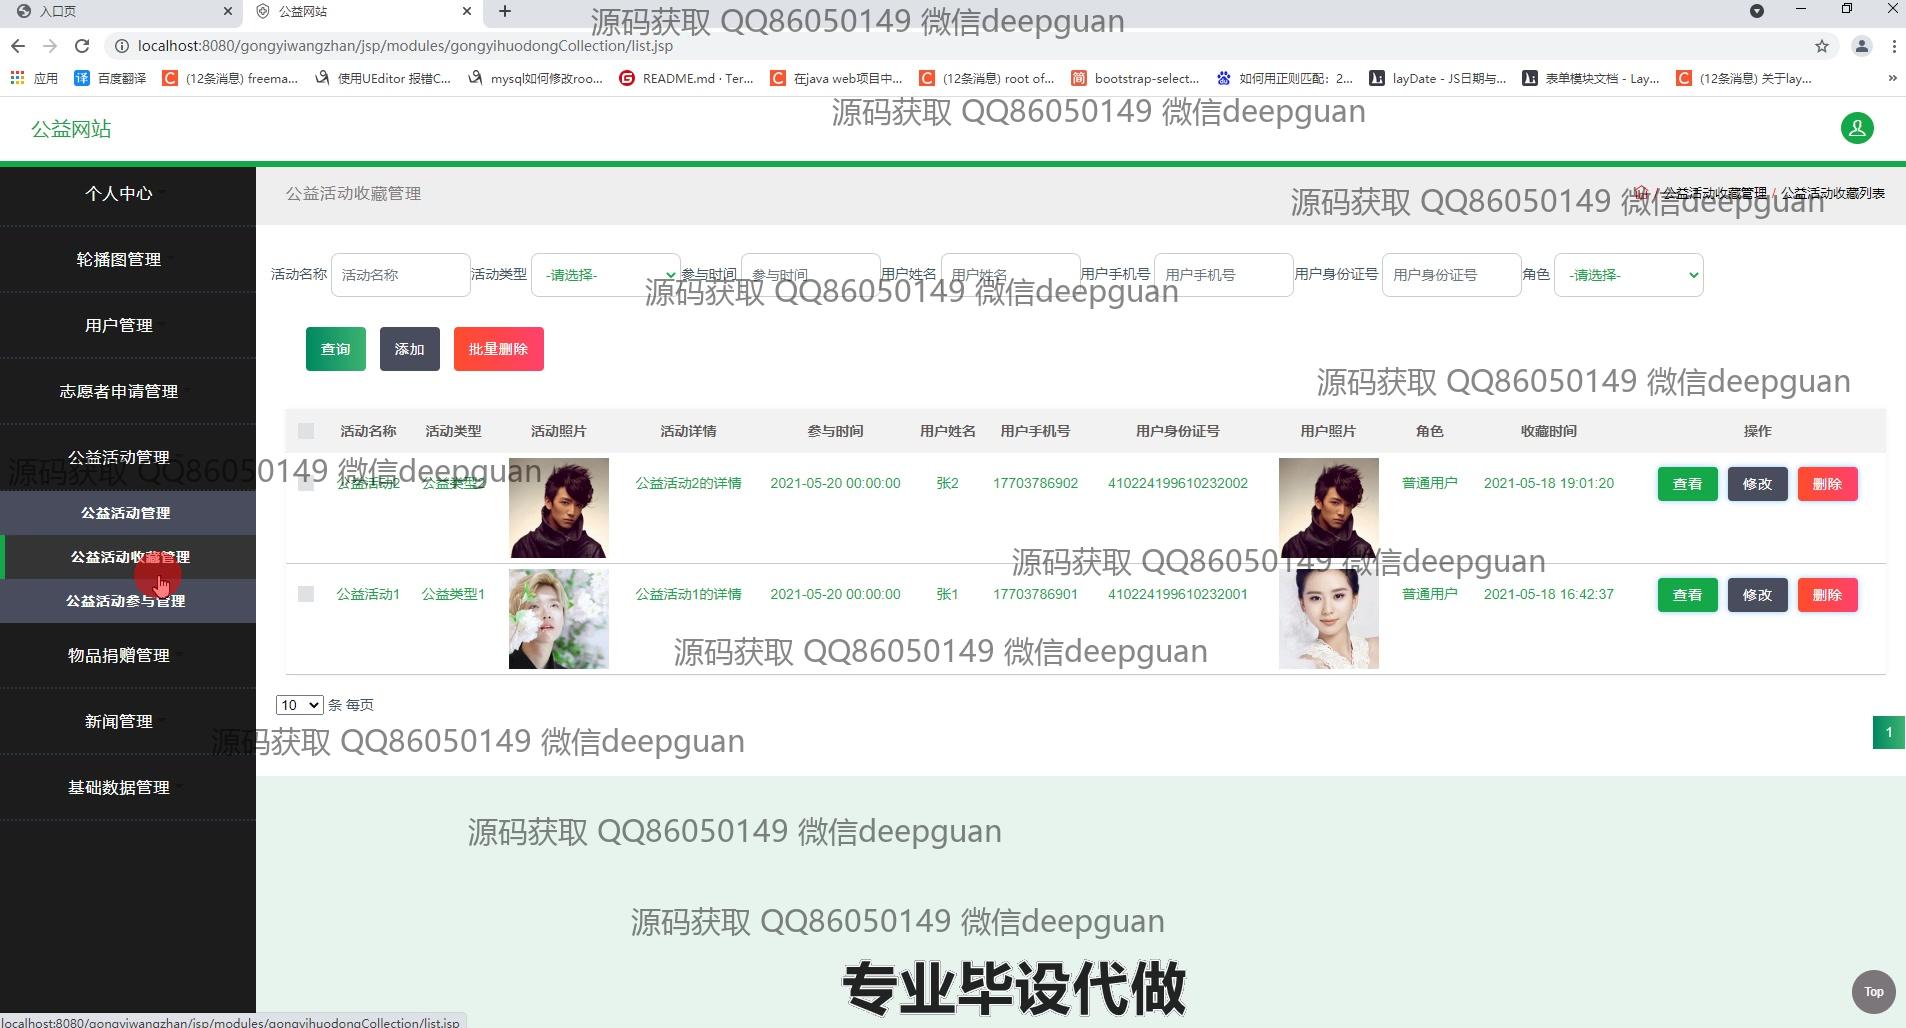 入口页
公益网站
localhost:8080/gongyiwangzhan/jsp/modules/gongyihuodongCollection/list.jsp
应用 百度翻译 (12条消息) freema... 使用UEditor 报错C... mysql如何修改roo... README.md · Ter... 在java web项目中... (12条消息) root of... bootstrap-select... 如何用正则匹配：2... layDate - JS日期与... 表单模块文档 - Lay... (12条消息) 关于lay...
源码获取 QQ86050149 微信deepguan
源码获取 QQ86050149 微信deepguan
公益网站
个人中心
轮播图管理
用户管理
志愿者申请管理
公益活动管理
公益活动管理
公益活动收藏管理
公益活动参与管理
物品捐赠管理
新闻管理
基础数据管理
公益活动收藏管理
/ 公益活动收藏管理 / 公益活动收藏列表
源码获取 QQ86050149 微信deepguan
活动名称 活动名称 活动类型 -请选择- 参与时间 参与时间 用户姓名 用户姓名 用户手机号 用户手机号 用户身份证号 用户身份证号 角色 -请选择-
源码获取 QQ86050149 微信deepguan
查询 添加 批量删除
源码获取 QQ86050149 微信deepguan
活动名称 活动类型 活动照片 活动详情 参与时间 用户姓名 用户手机号 用户身份证号 用户照片 角色 收藏时间 操作
源码获取 QQ86050149 微信deepguan
公益活动2 公益类型2 公益活动2的详情 2021-05-20 00:00:00 张2 17703786902 410224199610232002 普通用户 2021-05-18 19:01:20 查看 修改 删除
源码获取 QQ86050149 微信deepguan
公益活动1 公益类型1 公益活动1的详情 2021-05-20 00:00:00 张1 17703786901 410224199610232001 普通用户 2021-05-18 16:42:37 查看 修改 删除
源码获取 QQ86050149 微信deepguan
10 条 每页
1
源码获取 QQ86050149 微信deepguan
源码获取 QQ86050149 微信deepguan
源码获取 QQ86050149 微信deepguan
专业毕设代做
Top
localhost:8080/gongyiwangzhan/jsp/modules/gongyihuodongCollection/list.jsp